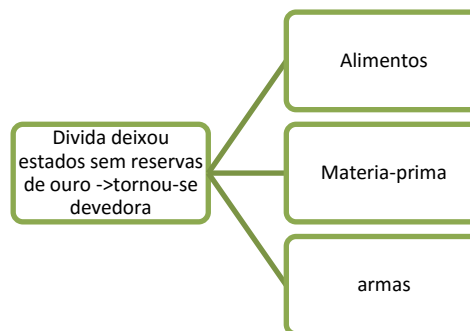 Divida deixou
estados sem reservas
de ouro ->tornou-se
devedora
Alimentos
Materia-prima
armas